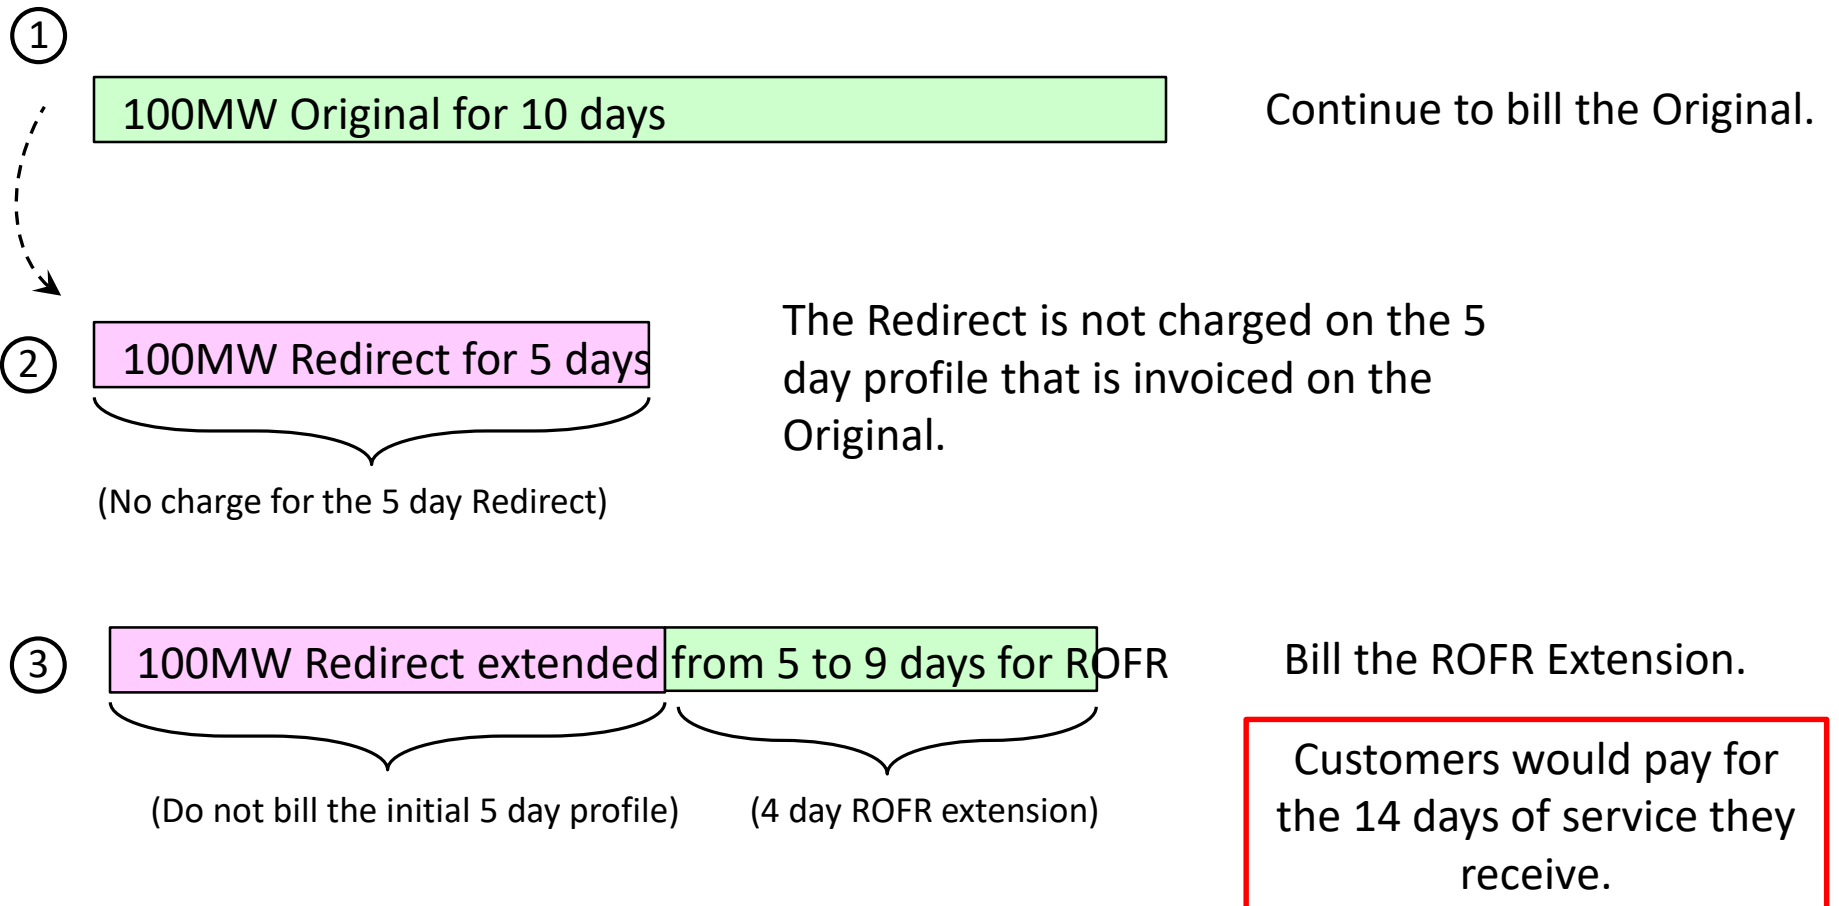 1
100MW Original for 10 days
Continue to bill the Original.
2
100MW Redirect for 5 days
The Redirect is not charged on the 5
day profile that is invoiced on the
Original.
(No charge for the 5 day Redirect)
3
100MW Redirect extended from 5 to 9 days for ROFR
Bill the ROFR Extension.
(Do not bill the initial 5 day profile)
(4 day ROFR extension)
Customers would pay for
the 14 days of service they
receive.